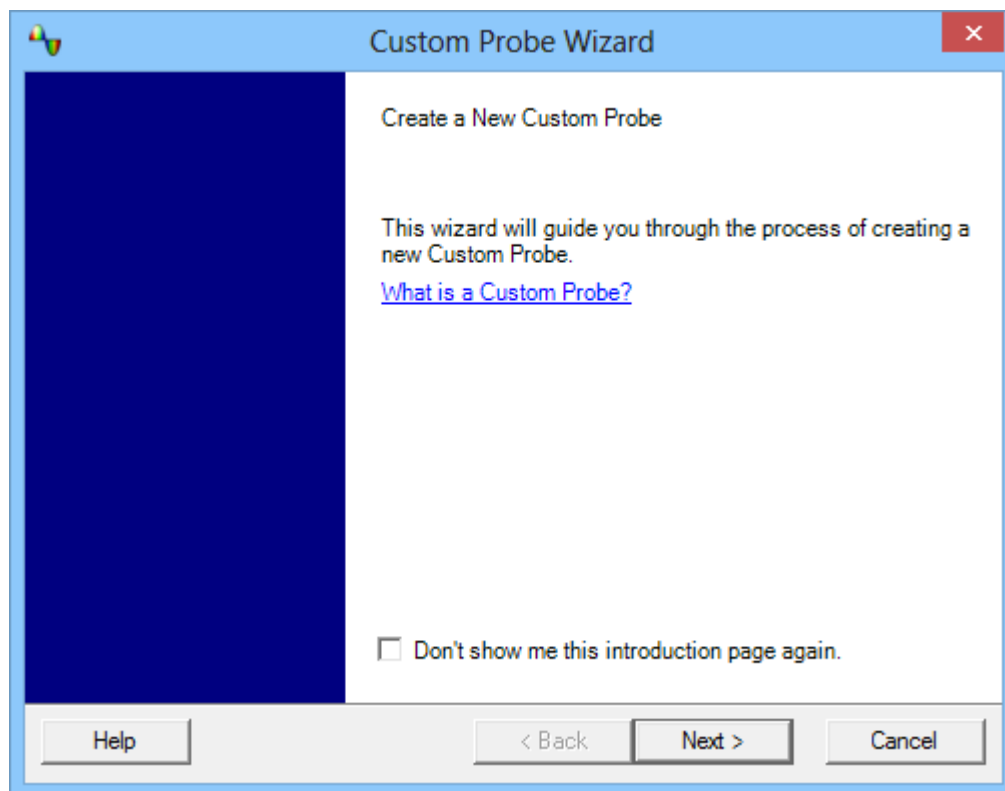 Custom Probe Wizard
Create a New Custom Probe
This wizard will guide you through the process of creating a
new Custom Probe.
What is a Custom Probe?
Don't show me this introduction page again.
Help
< Back
Next >
Cancel